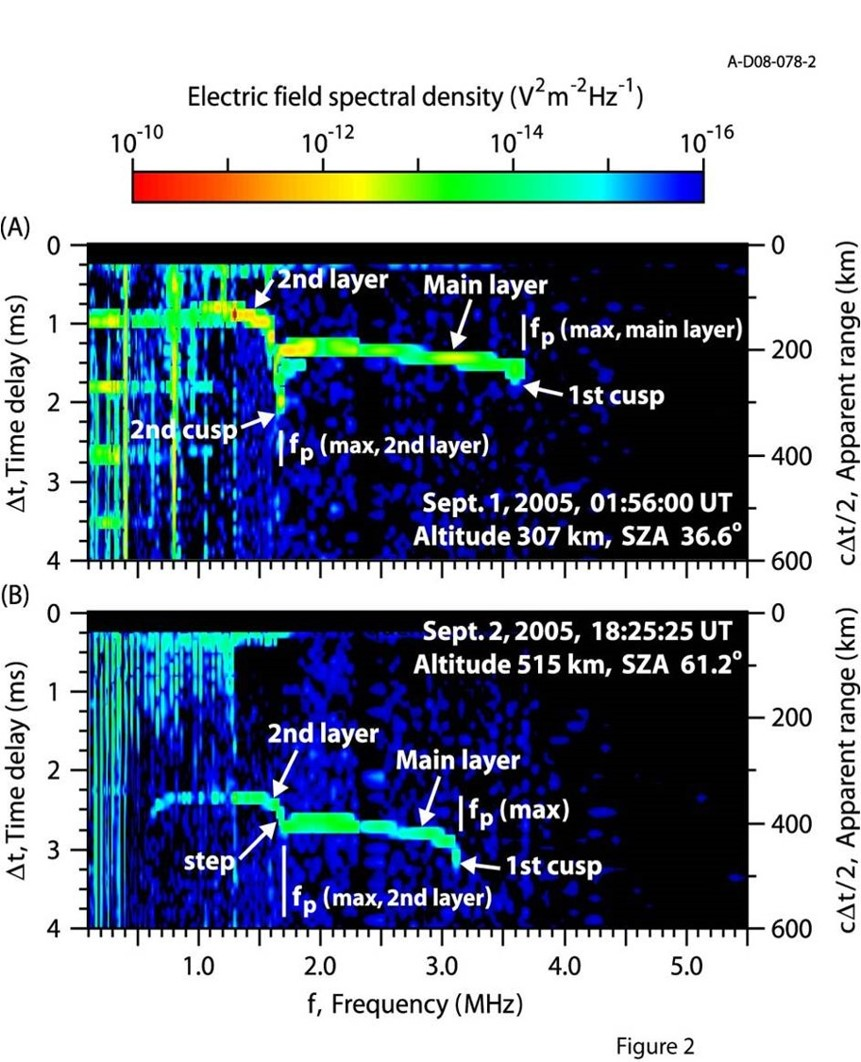 A-D08-078-2
Electric field spectral density (V²m⁻²Hz⁻¹)
10⁻¹⁰ 10⁻¹² 10⁻¹⁴ 10⁻¹⁶
(A)
0 0
2nd layer
Main layer
1
fₚ (max, main layer)
200
1st cusp
2
2nd cusp
fₚ (max, 2nd layer)
400
3
Sept. 1, 2005, 01:56:00 UT
Altitude 307 km, SZA 36.6°
4 600
Δt, Time delay (ms)
cΔt/2, Apparent range (km)
(B)
0 0
Sept. 2, 2005, 18:25:25 UT
Altitude 515 km, SZA 61.2°
1
200
2nd layer
Main layer
2
fₚ (max)
400
step
1st cusp
3
fₚ (max, 2nd layer)
4 600
Δt, Time delay (ms)
cΔt/2, Apparent range (km)
1.0 2.0 3.0 4.0 5.0
f, Frequency (MHz)
Figure 2